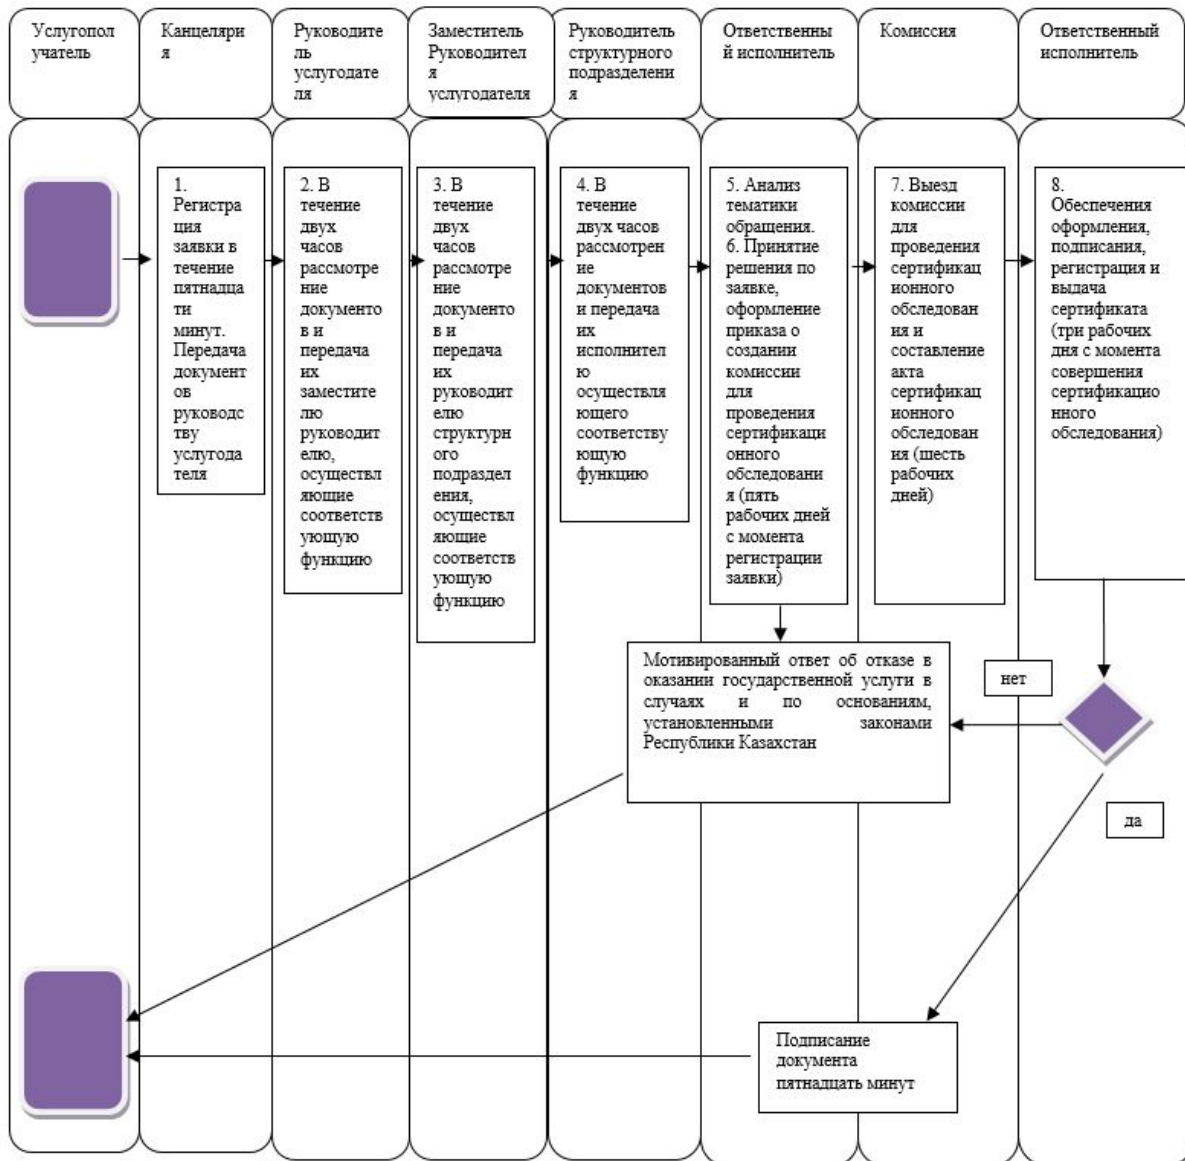 Услугопол
учатель
Канцеляри
я
Руководите
ль
услугодате
ля
Заместитель
Руководител
я
услугодателя
Руководитель
структурного
подразделени
я
Ответственны
й исполнитель
Комиссия
Ответственный
исполнитель
1.
Регистра
ция
заявки в
течение
пятнадца
ти
минут.
Передача
документ
ов
руководс
тву
услугода
теля
2. В
течение
двух
часов
рассмотре
ние
документо
в и
передача
их
заместите
лю
руководит
елю,
осуществ
ляющие
соответств
ующую
функцию
3. В
течение
двух
часов
рассмотре
ние
документо
в и
передача
их
руководит
елю
структурн
ого
подраздел
ения,
осуществл
яющие
соответств
ующую
функцию
4. В
течение
двух часов
рассмотрен
ие
документов
и передача
их
исполнител
ю
осуществля
ющего
соответству
ющую
функцию
5. Анализ
тематики
обращения.
6. Принятие
решения по
заявке,
оформление
приказа о
создании
комиссии
для
проведения
сертификаци
онного
обследовани
я (пять
рабочих дней
с момента
регистрации
заявки)
7. Выезд
комиссии
для
проведения
сертификац
ионного
обследован
ия и
составление
акта
сертификац
ионного
обследован
ия (шесть
рабочих
дней)
8.
Обеспечения
оформления,
подписания,
регистрация и
выдача
сертификата
(три рабочих
дня с момента
совершения
сертификацио
нного
обследования)
Мотивированный ответ об отказе в
оказании государственной услуги в
случаях и по основаниям,
установленными законами
Республики Казахстан
нет
да
Подписание
документа
пятнадцать минут